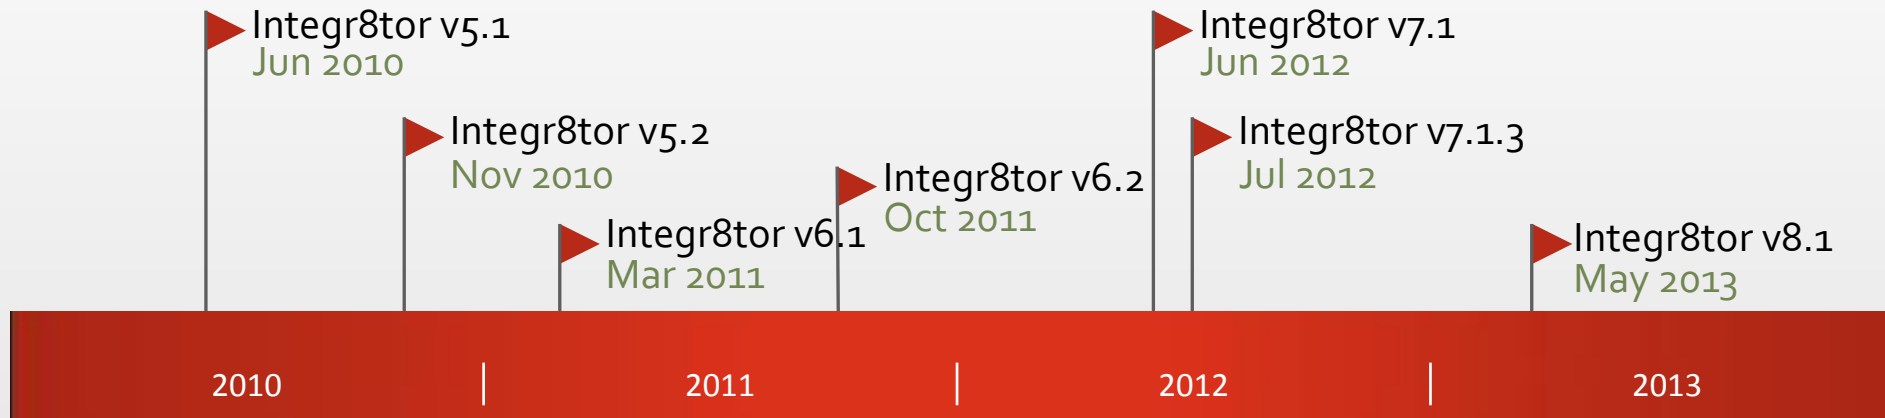 Integr8tor v5.1
Jun 2010
Integr8tor v5.2
Nov 2010
Integr8tor v6.1
Mar 2011
Integr8tor v6.2
Oct 2011
Integr8tor v7.1
Jun 2012
Integr8tor v7.1.3
Jul 2012
Integr8tor v8.1
May 2013
2010
2011
2012
2013